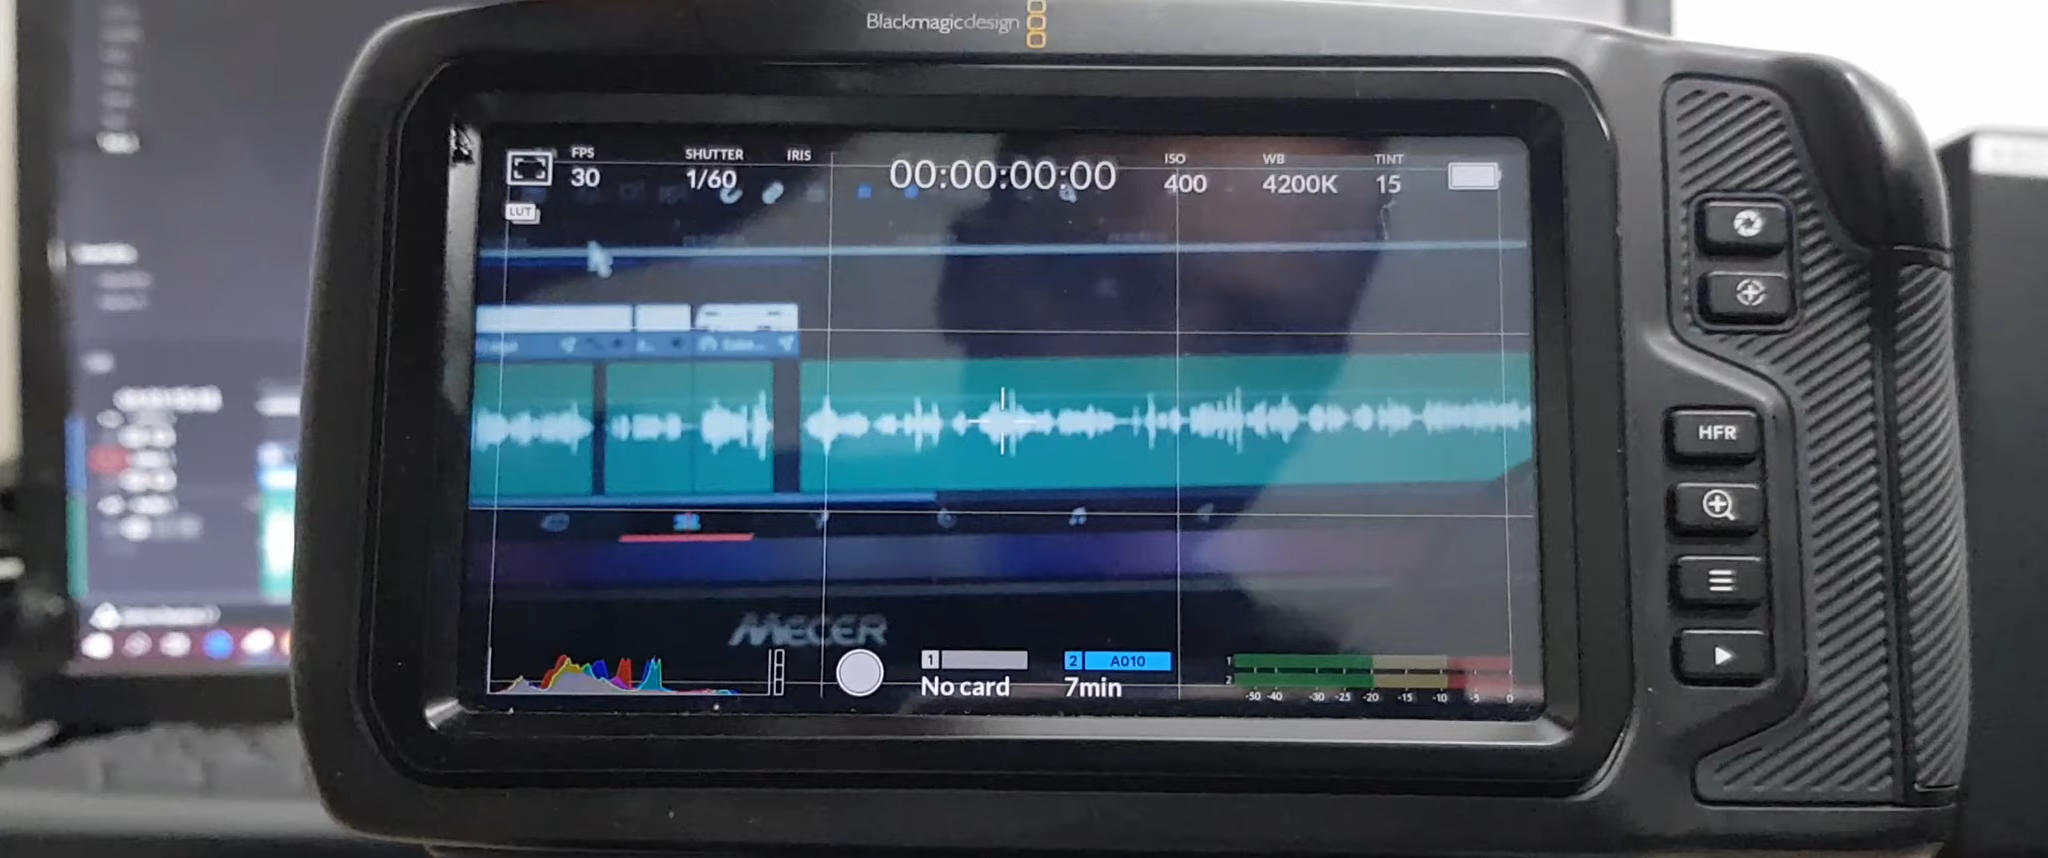 Blackmagicdesign
FPS
30
SHUTTER
1/60
IRIS
00:00:00:00
ISO
400
WB
4200K
TINT
15
LUT
HFR
MECER
1
No card
2 A010
7min
1
2
-50 -40 -30 -25 -20 -15 -10 -5 0